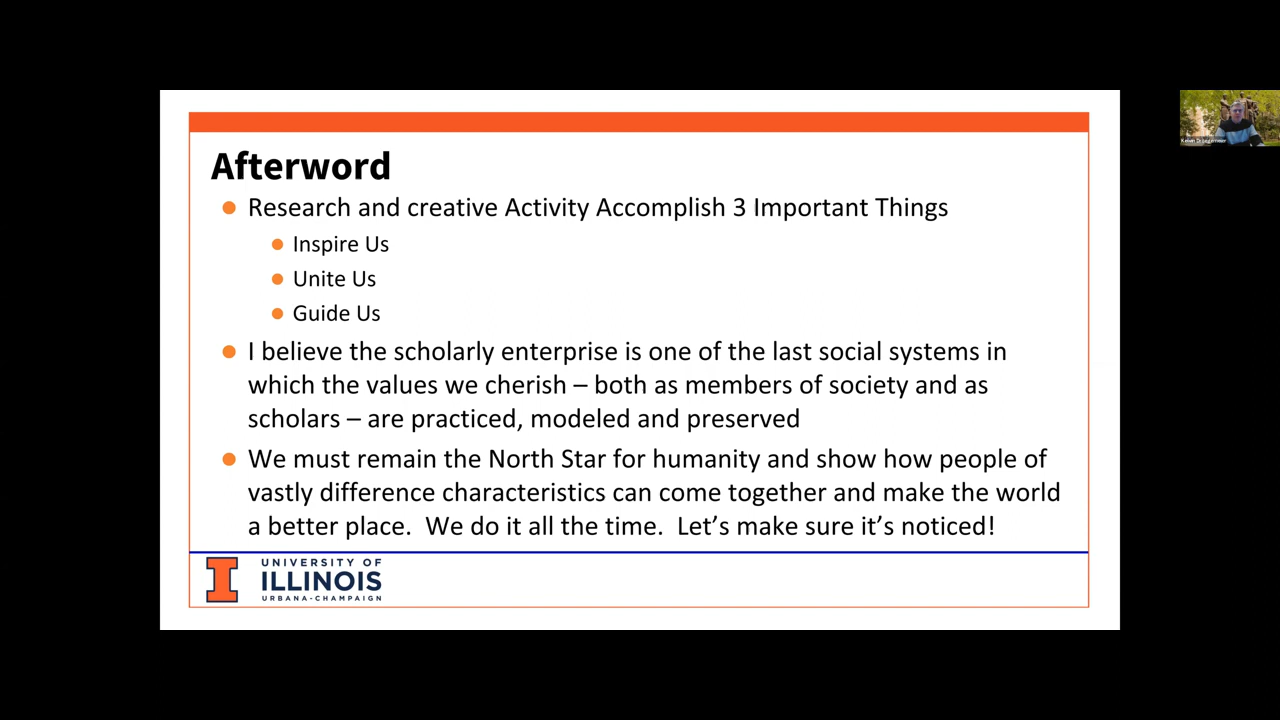 Afterword
Research and creative Activity Accomplish 3 Important Things
Inspire Us
Unite Us
Guide Us
I believe the scholarly enterprise is one of the last social systems in
which the values we cherish – both as members of society and as
scholars – are practiced, modeled and preserved
We must remain the North Star for humanity and show how people of
vastly difference characteristics can come together and make the world
a better place. We do it all the time. Let’s make sure it’s noticed!
I
UNIVERSITY OF
ILLINOIS
URBANA-CHAMPAIGN
Kelvin Droegemeier